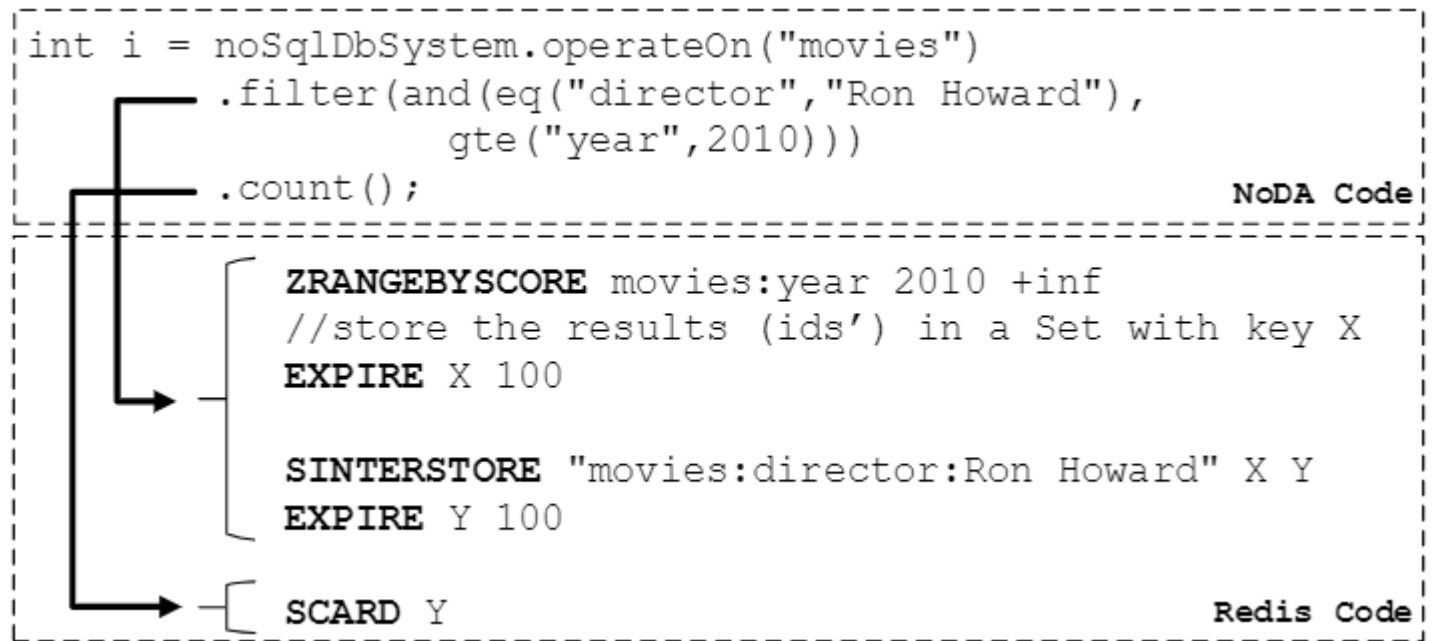 int i = noSqlDbSystem.operateOn("movies")
.filter(and(eq("director","Ron Howard"),
gte("year",2010)))
.count();
NoDA Code
ZRANGEBYSCORE movies:year 2010 +inf
//store the results (ids’) in a Set with key X
EXPIRE X 100
SINTERSTORE "movies:director:Ron Howard" X Y
EXPIRE Y 100
SCARD Y
Redis Code